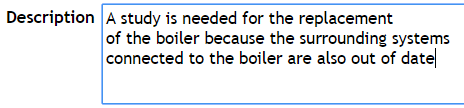 Description
A study is needed for the replacement
of the boiler because the surrounding systems
connected to the boiler are also out of date